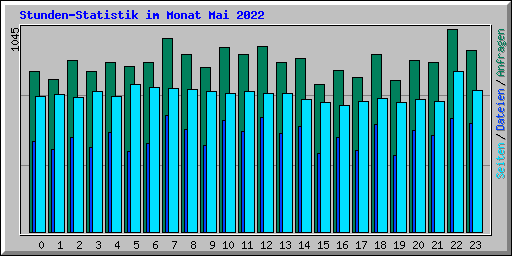 Stunden-Statistik im Monat Mai 2022
1045
Seiten / Dateien / Anfragen
0 1 2 3 4 5 6 7 8 9 10 11 12 13 14 15 16 17 18 19 20 21 22 23